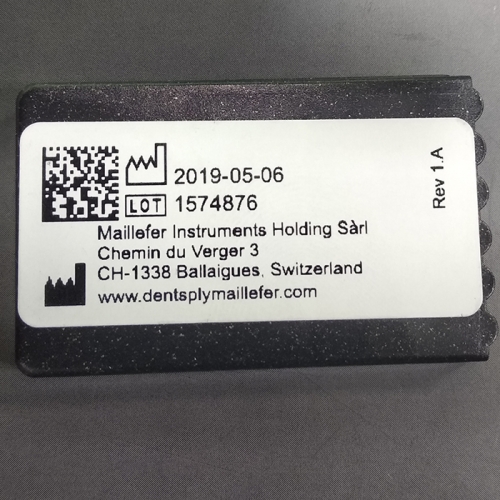 2019-05-06
LOT 1574876
Maillefer Instruments Holding Sàrl
Chemin du Verger 3
CH-1338 Ballaigues, Switzerland
www.dentsplymaillefer.com
Rev 1.A